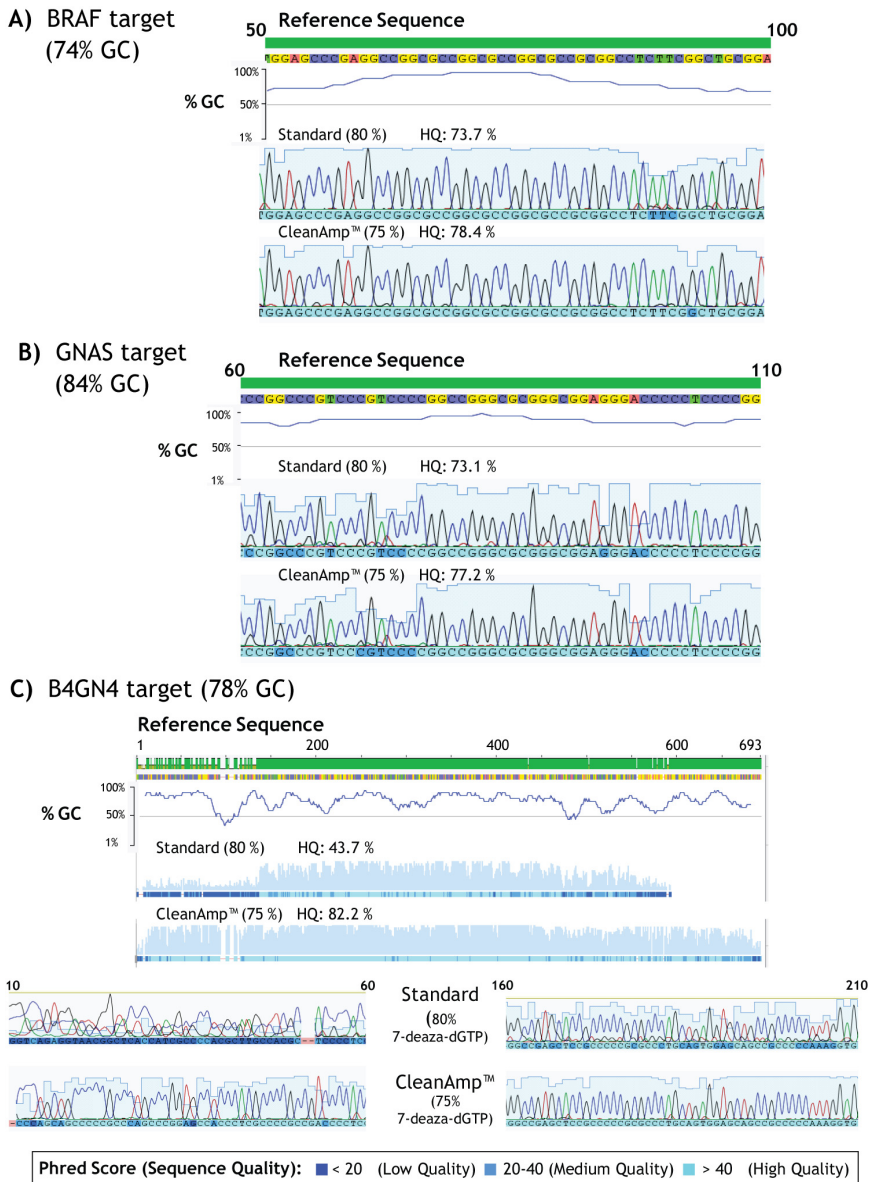 A) BRAF target
(74% GC)
50 Reference Sequence 100
TGGAGCCCGAGGCCGGCGCCGGCGCCGGCGCCGCGGCCTCTTCGGCTGCGGA
100%
% GC 50%
1%
Standard (80 %) HQ: 73.7 %
TGGAGCCCGAGGCCGGCGCCGGCGCCGGCGCCGCGGCCTCTTCGGCTGCGGA
CleanAmp™ (75%) HQ: 78.4 %
TGGAGCCCGAGGCCGGCGCCGGCGCCGGCGCCGCGGCCTCTTCGGCTGCGGA
B) GNAS target
(84% GC)
60 Reference Sequence 110
CCCGGCCCGTCCCGTCCCCGGCCGGGCGCGGGCGGAGGGACCCCCTCCCCGG
100%
% GC 50%
1%
Standard (80%) HQ: 73.1 %
CCCGGCCCGTCCCGTCCCCGGCCGGGCGCGGGCGGAGGGACCCCCTCCCCGG
CleanAmp™ (75%) HQ: 77.2 %
CCCGGCCCGTCCCGTCCCCGGCCGGGCGCGGGCGGAGGGACCCCCTCCCCGG
C) B4GN4 target (78% GC)
Reference Sequence
1 200 400 600 693
100%
% GC 50%
1%
Standard (80 %) HQ: 43.7 %
CleanAmp™ (75 %) HQ: 82.2 %
10 60
Standard
(80%
7-deaza-dGTP)
160 210
GGCCGAGCTCCGCCCCCGCGCCCTGCAGTGGAGCAGCCGCCCCCAAAGGTG
CleanAmp™
(75%
7-deaza-dGTP)
GGCCGAGCTCCGCCCCCGCGCCCTGCAGTGGAGCAGCCGCCCCCAAAGGTG
Phred Score (Sequence Quality): < 20 (Low Quality) 20-40 (Medium Quality) > 40 (High Quality)